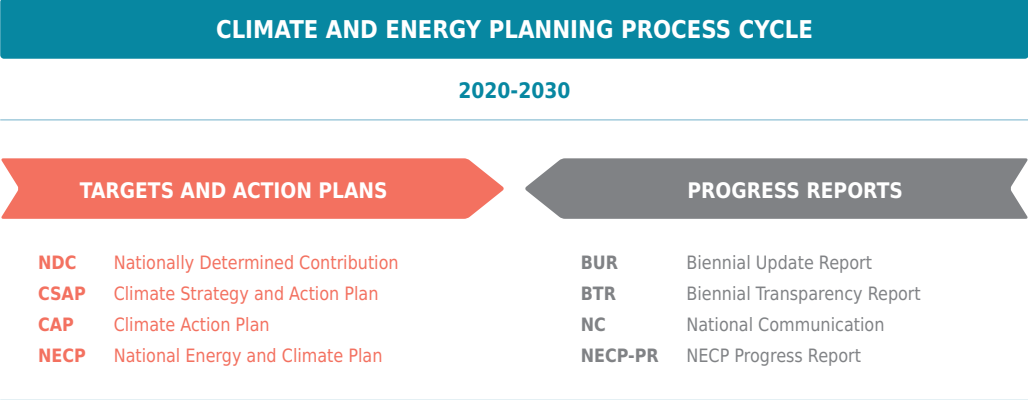 CLIMATE AND ENERGY PLANNING PROCESS CYCLE
2020-2030
TARGETS AND ACTION PLANS
NDC Nationally Determined Contribution
CSAP Climate Strategy and Action Plan
CAP Climate Action Plan
NECP National Energy and Climate Plan
PROGRESS REPORTS
BUR Biennial Update Report
BTR Biennial Transparency Report
NC National Communication
NECP-PR NECP Progress Report